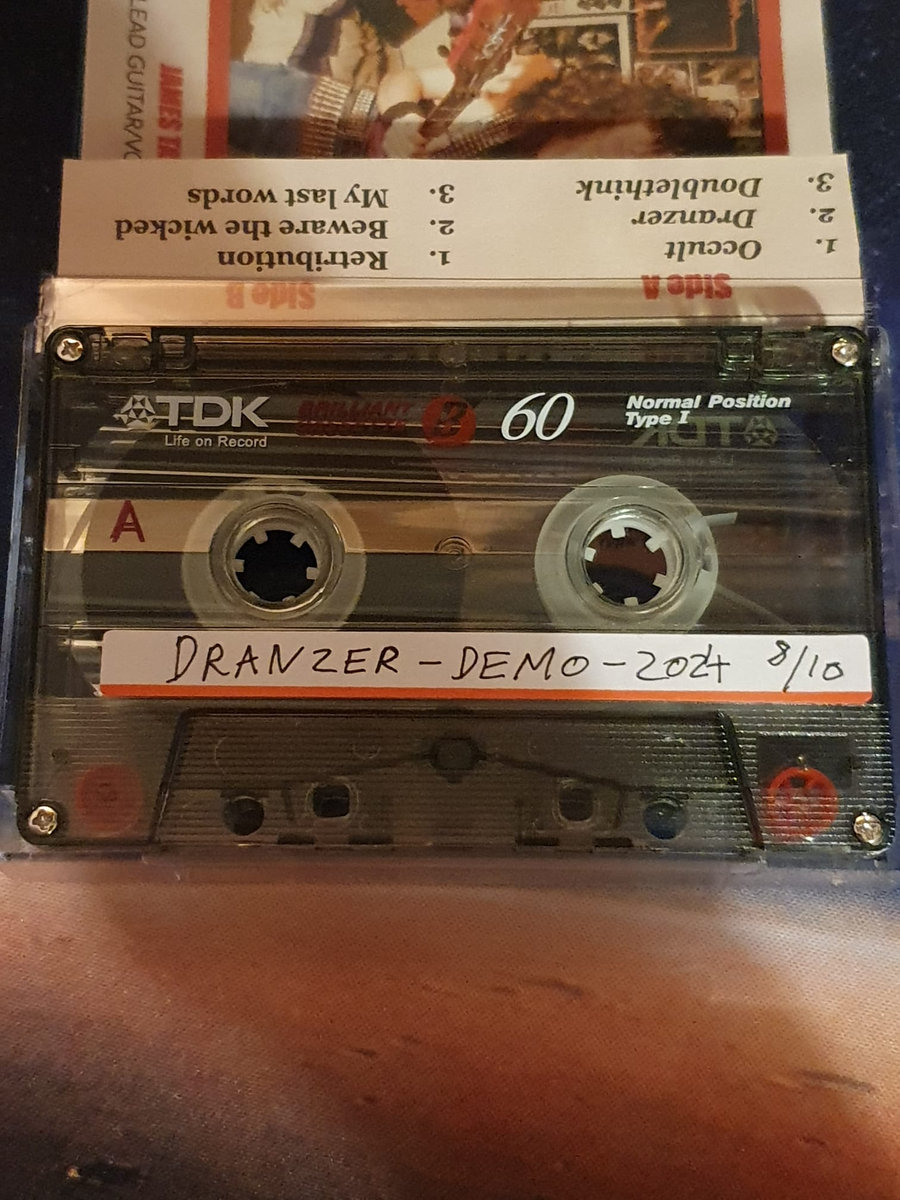 LEAD GUITAR/VO
JAMES TA
Side A
1. Occult
2. Dranzer
3. Doublethink
Side B
1. Retribution
2. Beware the wicked
3. My last words
TDK
Life on Record
B
60
Normal Position
Type I
A
DRANZER - DEMO - 2024 8/10